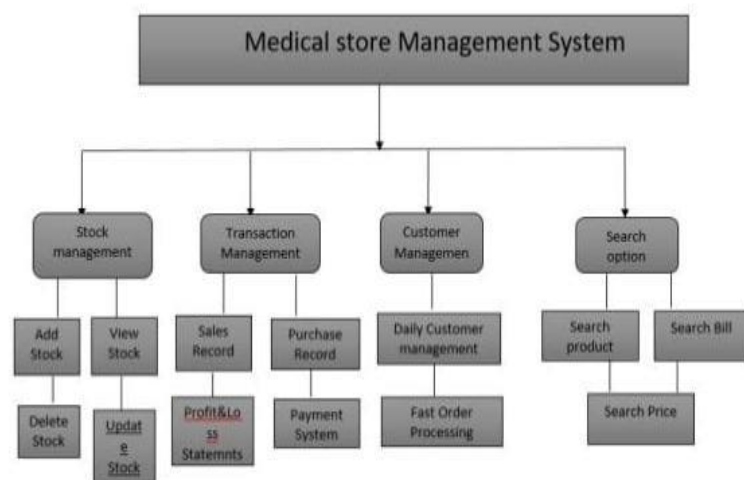 Medical store Management System
Stock
management
Transaction
Management
Customer
Managemen
Search
option
Add
Stock
View
Stock
Sales
Record
Purchase
Record
Daily Customer
management
Search
product
Search Bill
Delete
Stock
Updat
e
Stock
Profit&Lo
ss
Statemnts
Payment
System
Fast Order
Processing
Search Price